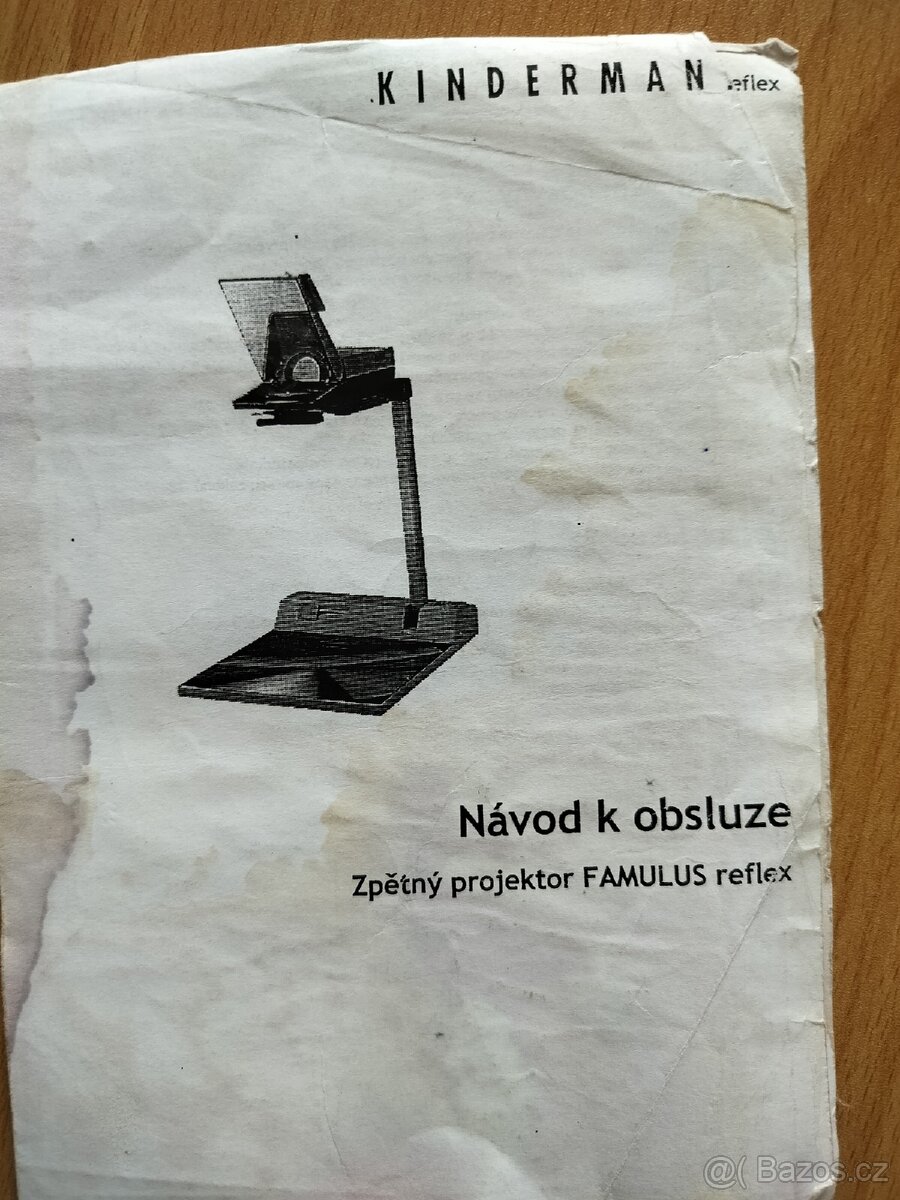 KINDERMAN reflex
Návod k obsluze
Zpětný projektor FAMULUS reflex
@( Bazos.cz